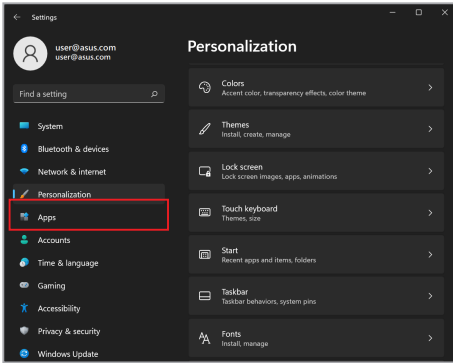 Settings
user@asus.com
user@asus.com
Find a setting
System
Bluetooth & devices
Network & internet
Personalization
Apps
Accounts
Time & language
Gaming
Accessibility
Privacy & security
Windows Update
Personalization
Colors
Accent color, transparency effects, color theme
Themes
Install, create, manage
Lock screen
Lock screen images, apps, animations
Touch keyboard
Themes, size
Start
Recent apps and items, folders
Taskbar
Taskbar behaviors, system pins
Fonts
Install, manage